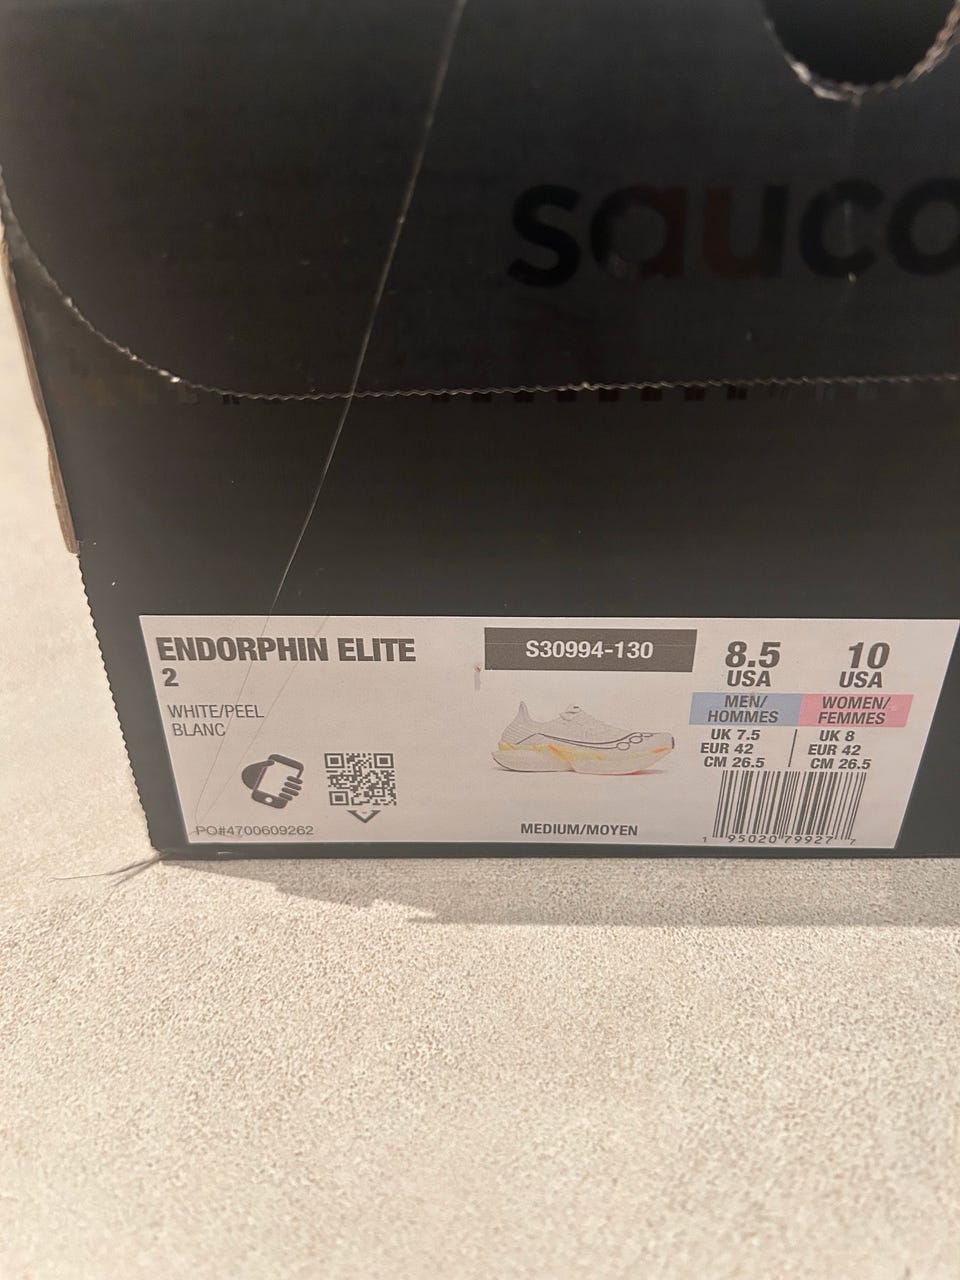 sauco
ENDORPHIN ELITE
2
WHITE/PEEL
BLANC
PO#4700609262
S30994-130
MEDIUM/MOYEN
8.5
USA
MEN/
HOMMES
UK 7.5
EUR 42
CM 26.5
10
USA
WOMEN/
FEMMES
UK 8
EUR 42
CM 26.5
1 95020 79927 7